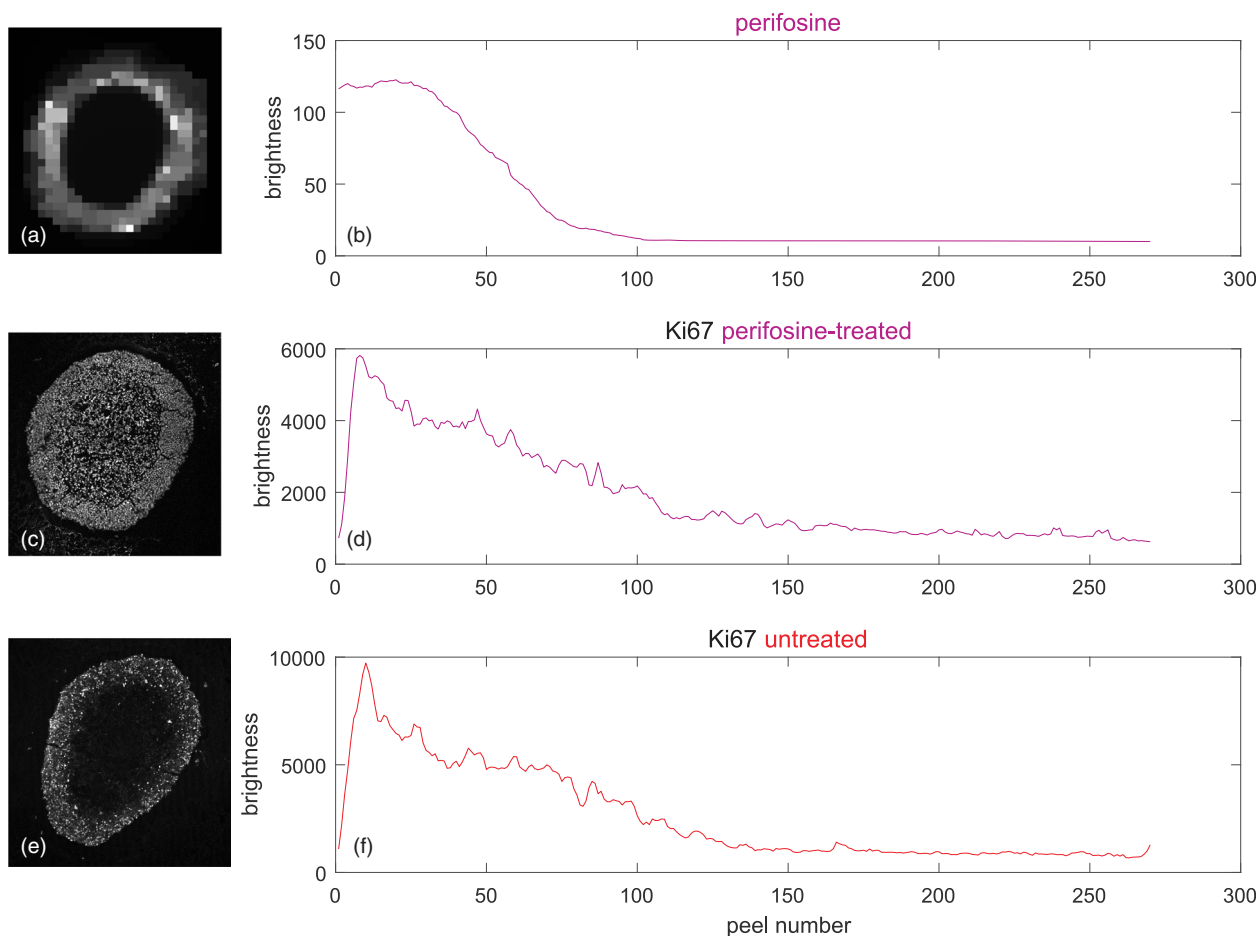 perifosine
150
100
50
0
brightness
0 50 100 150 200 250 300
(a)
(b)
Ki67 perifosine-treated
6000
4000
2000
0
brightness
0 50 100 150 200 250 300
(c)
(d)
Ki67 untreated
10000
5000
0
brightness
0 50 100 150 200 250 300
(e)
(f)
peel number